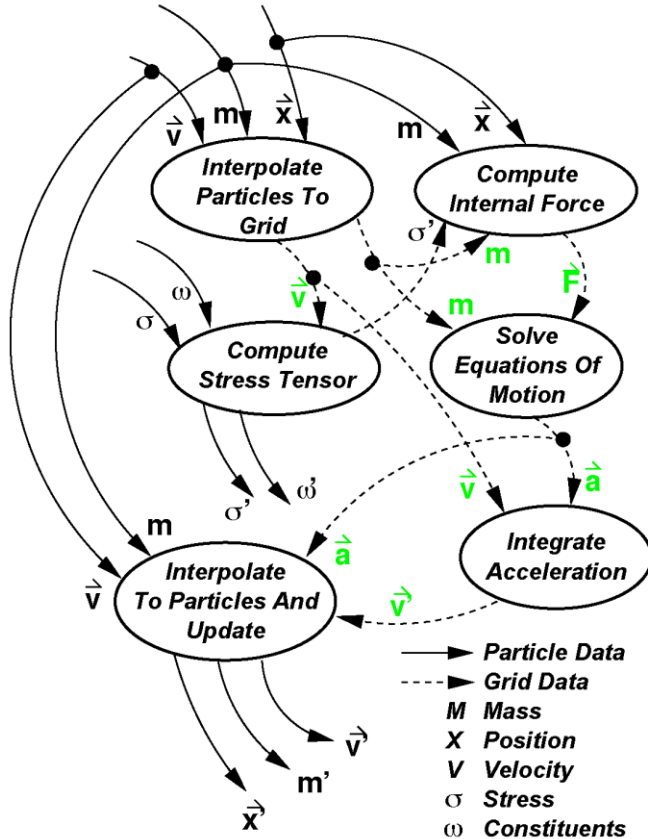 m
x⃗
v⃗
m
x⃗
Interpolate
Particles To
Grid
Compute
Internal Force
σ'
m
ω
v⃗
F⃗
σ
m
Compute
Stress Tensor
Solve
Equations Of
Motion
σ'
ω'
v⃗
a⃗
m
a⃗
v⃗
Interpolate
To Particles And
Update
Integrate
Acceleration
v⃗'
Particle Data
Grid Data
M Mass
X Position
V Velocity
σ Stress
ω Constituents
v⃗'
m'
x⃗'